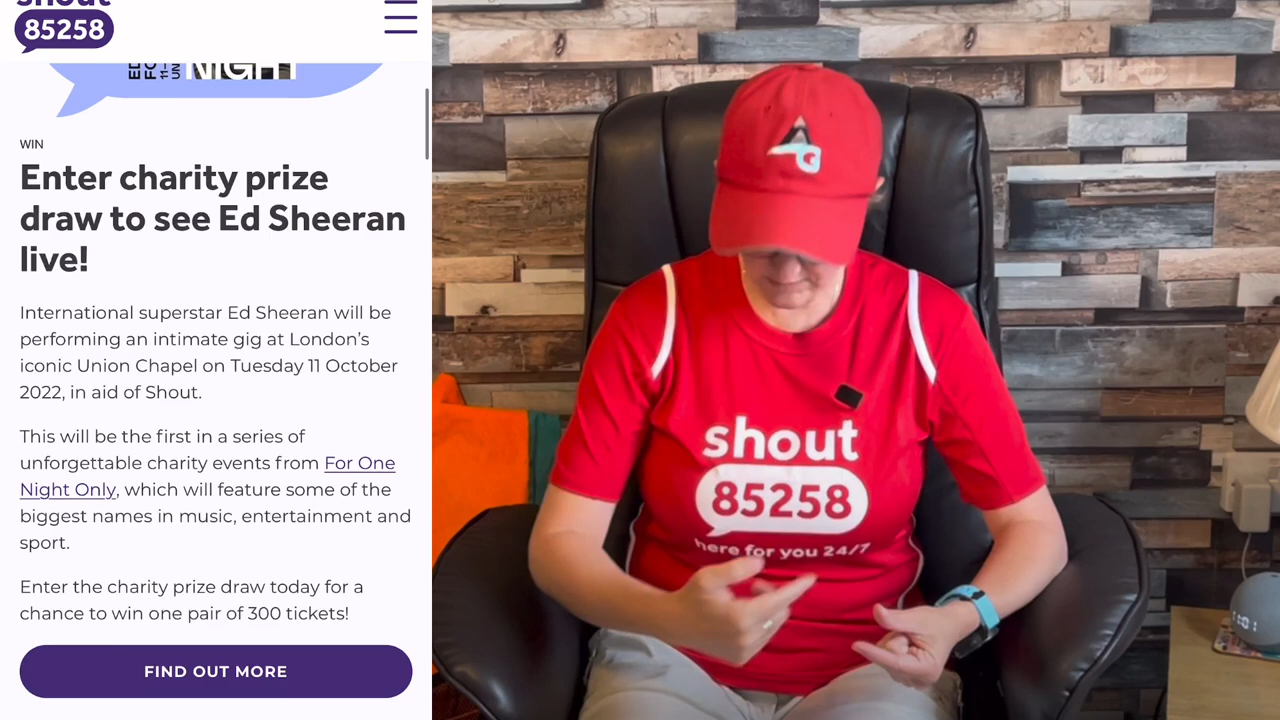 shout
85258
NIGHT
WIN
Enter charity prize
draw to see Ed Sheeran
live!
International superstar Ed Sheeran will be
performing an intimate gig at London's
iconic Union Chapel on Tuesday 11 October
2022, in aid of Shout.
This will be the first in a series of
unforgettable charity events from For One
Night Only, which will feature some of the
biggest names in music, entertainment and
sport.
Enter the charity prize draw today for a
chance to win one pair of 300 tickets!
FIND OUT MORE
shout
85258
here for you 24/7